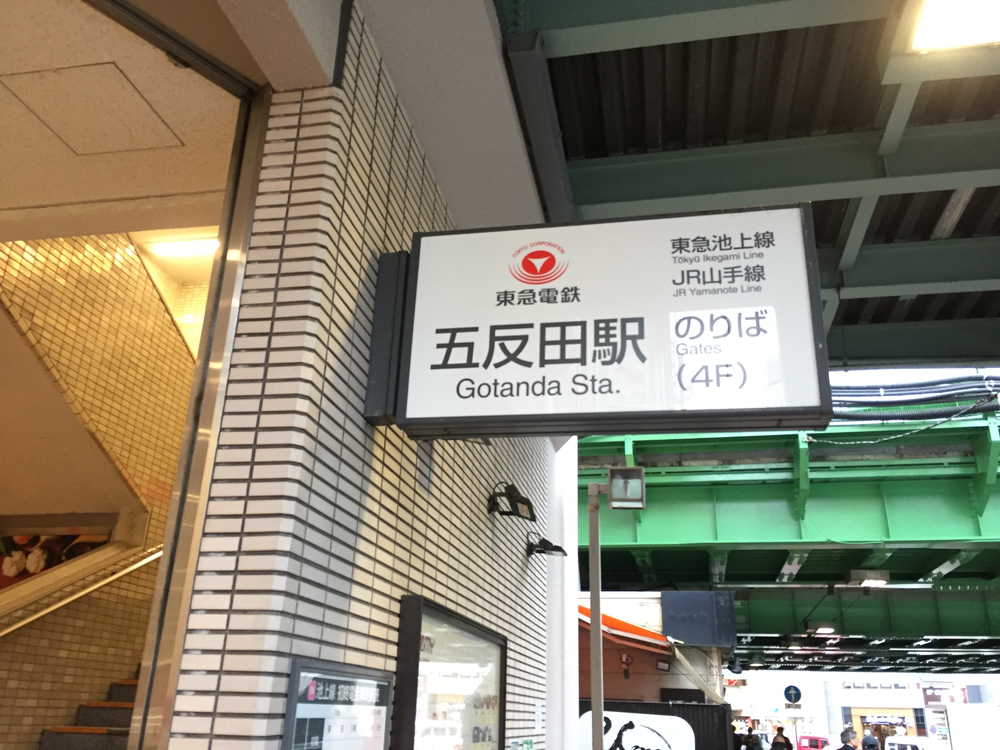 TOKYU CORPORATION
東急電鉄
五反田駅
Gotanda Sta.
東急池上線
Tōkyū Ikegami Line
JR山手線
JR Yamanote Line
のりば
Gates
(4F)